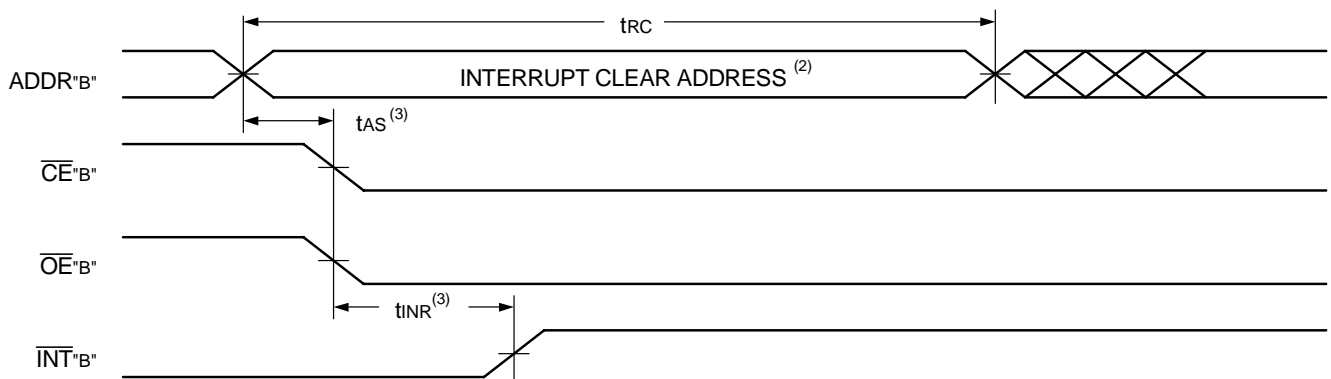 tRC
ADDR"B"
INTERRUPT CLEAR ADDRESS (2)
tAS(3)
CE"B"
OE"B"
tINR(3)
INT"B"